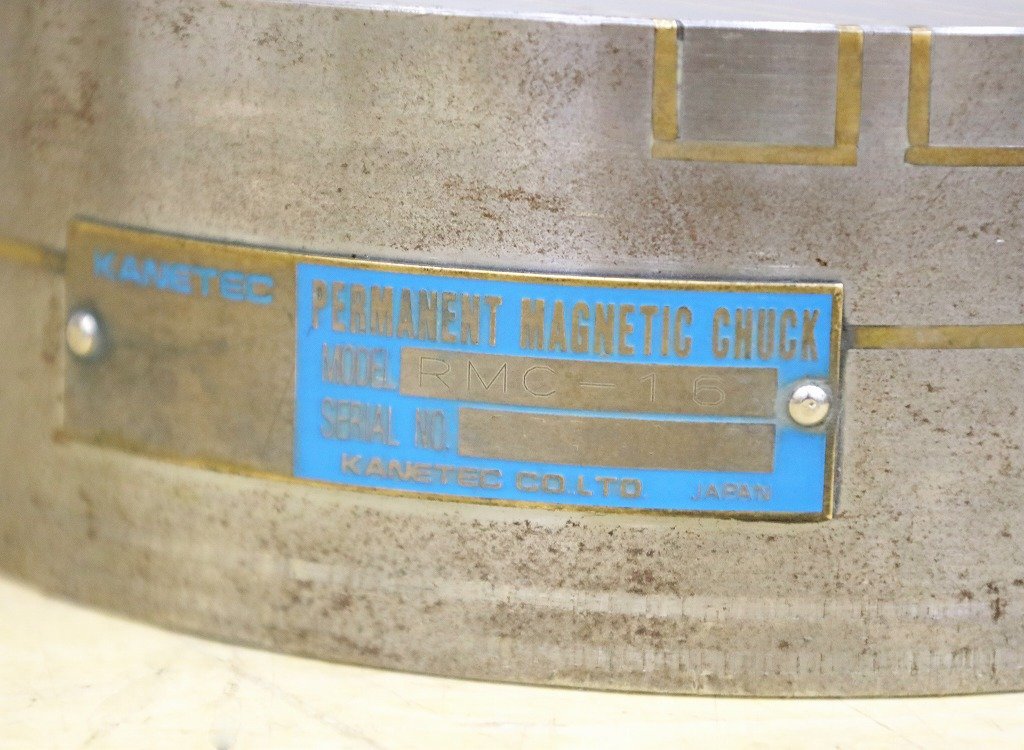 KANETEC
PERMANENT MAGNETIC CHUCK
MODEL RMC-16
SERIAL NO.
KANETEC CO.LTD. JAPAN